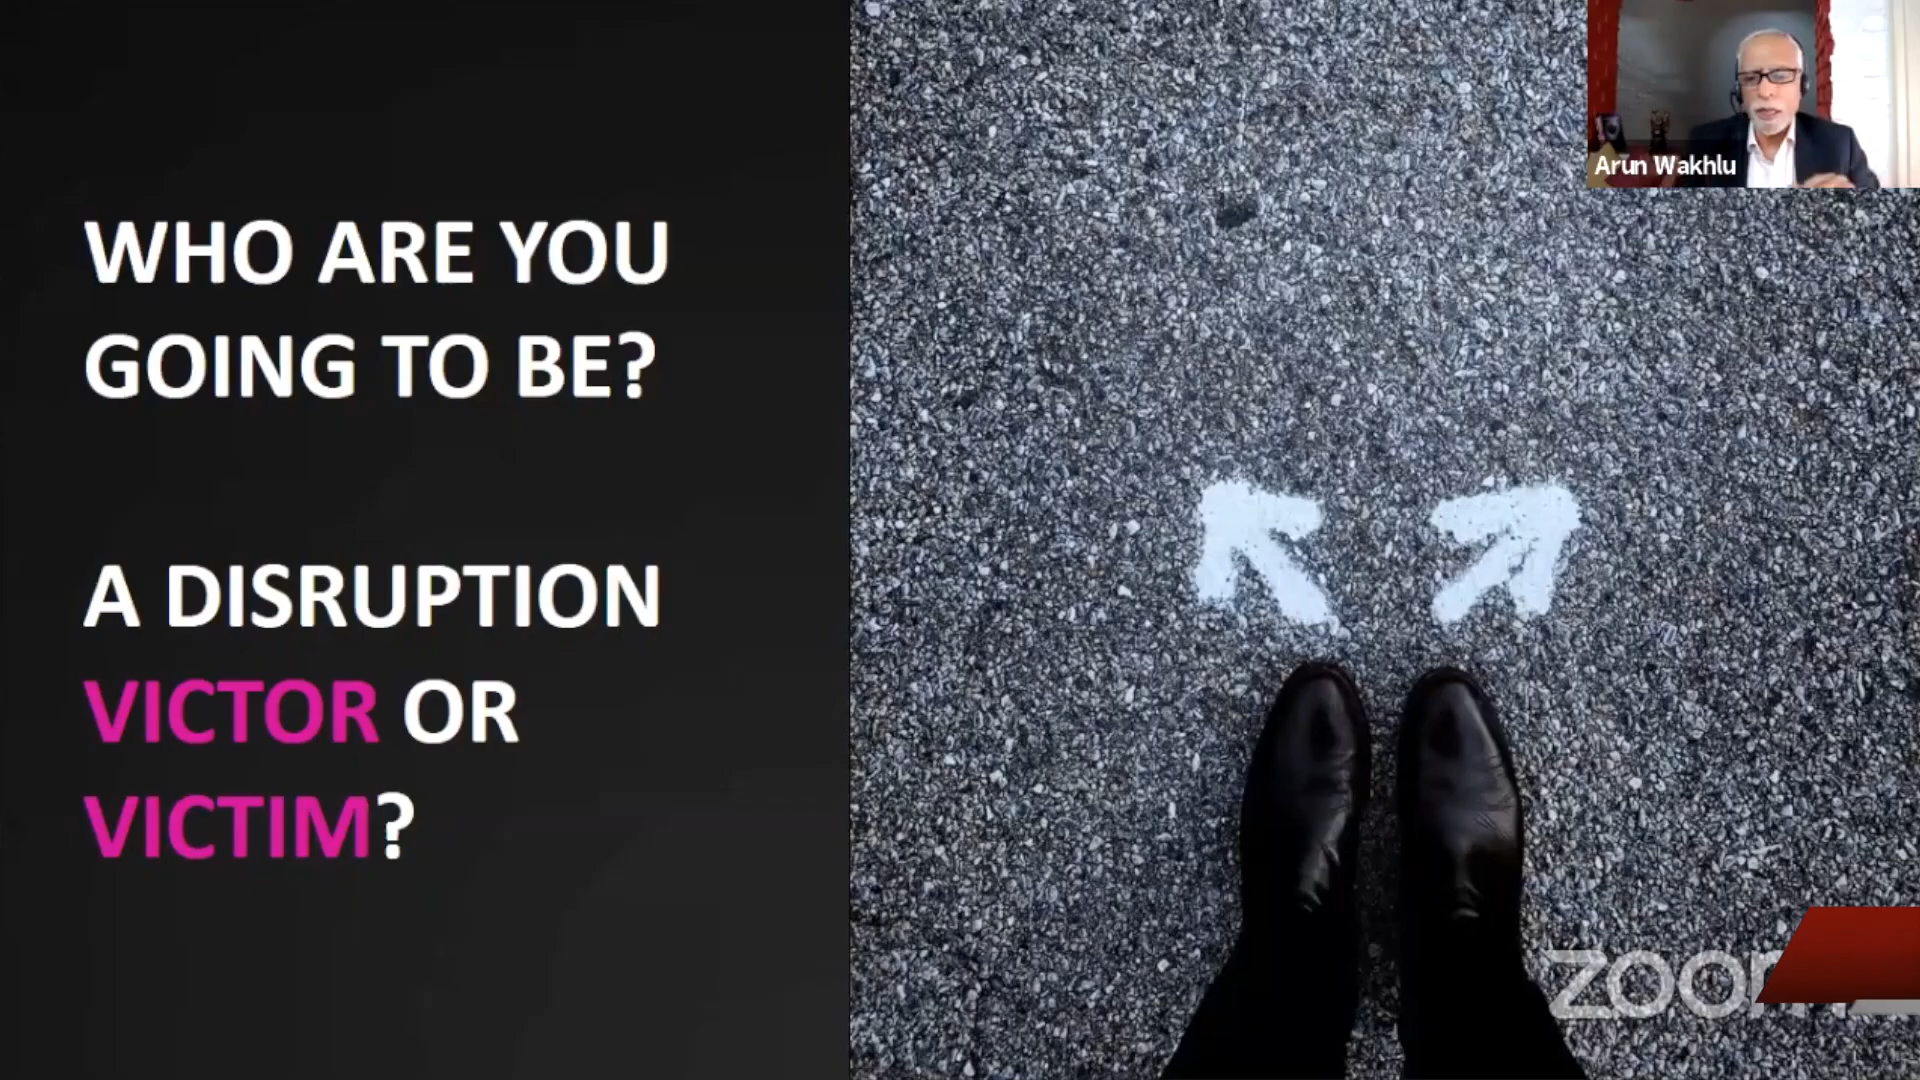 WHO ARE YOU
GOING TO BE?
A DISRUPTION
VICTOR OR
VICTIM?
Arun Wakhlu
zoom